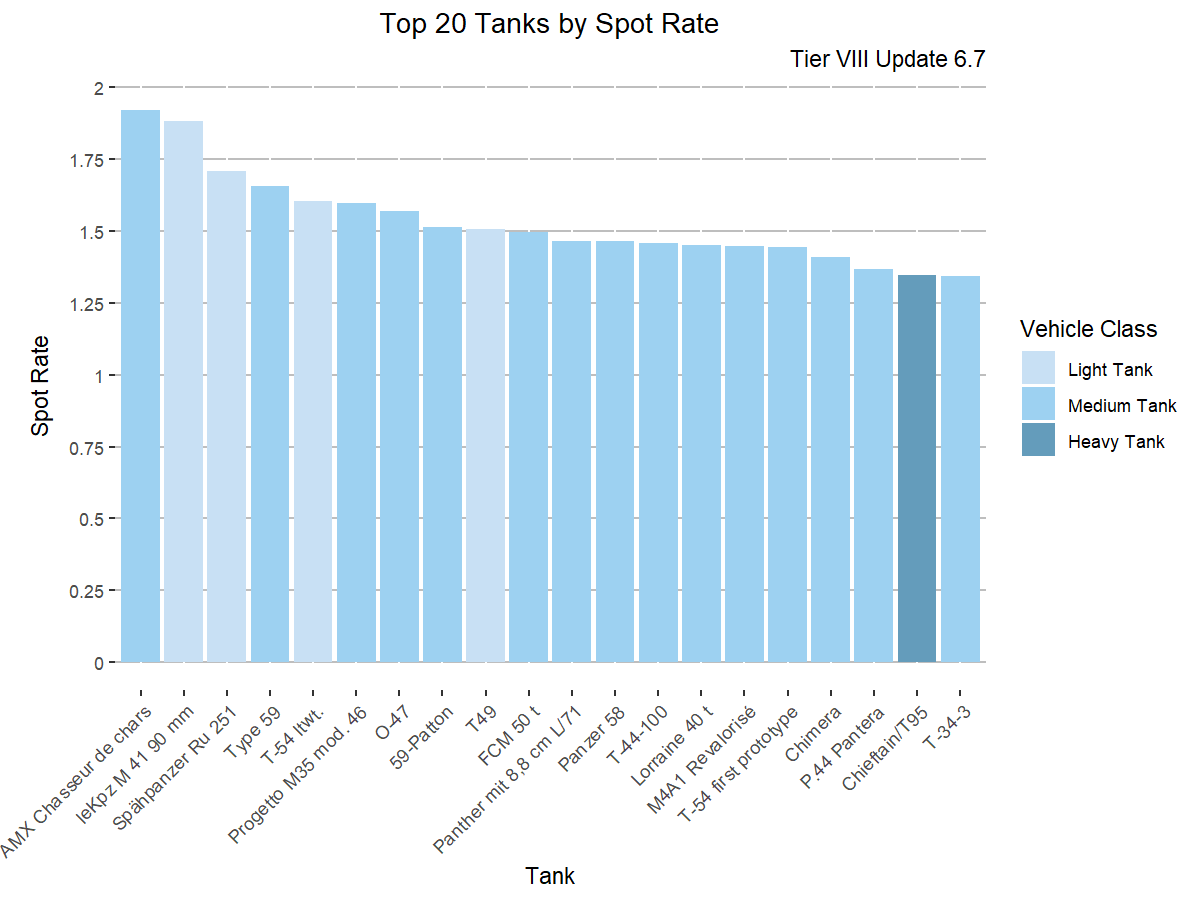 Top 20 Tanks by Spot Rate
Tier VIII Update 6.7
2
1.75
1.5
1.25
1
0.75
0.5
0.25
0
Spot Rate
AMX Chasseur de chars
leKpz M 41 90 mm
Spähpanzer Ru 251
Type 59
T-54 ltwt.
Progetto M35 mod. 46
O-47
59-Patton
T49
FCM 50 t
Panther mit 8,8 cm L/71
Panzer 58
T-44-100
Lorraine 40 t
M4A1 Revalorisé
T-54 first prototype
Chimera
P.44 Pantera
Chieftain/T95
T-34-3
Tank
Vehicle Class
Light Tank
Medium Tank
Heavy Tank